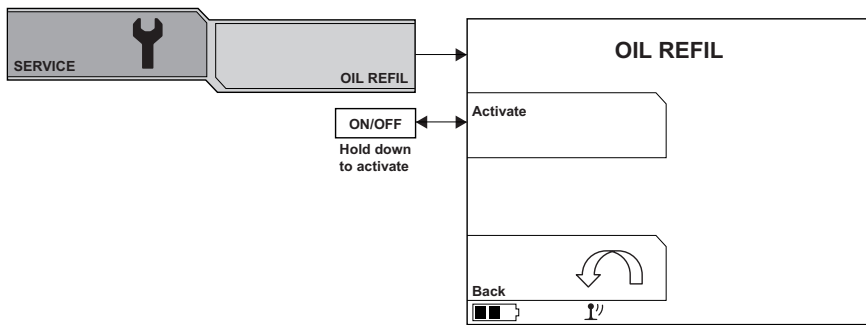 SERVICE
OIL REFIL
OIL REFIL
ON/OFF
Hold down
to activate
Activate
Back